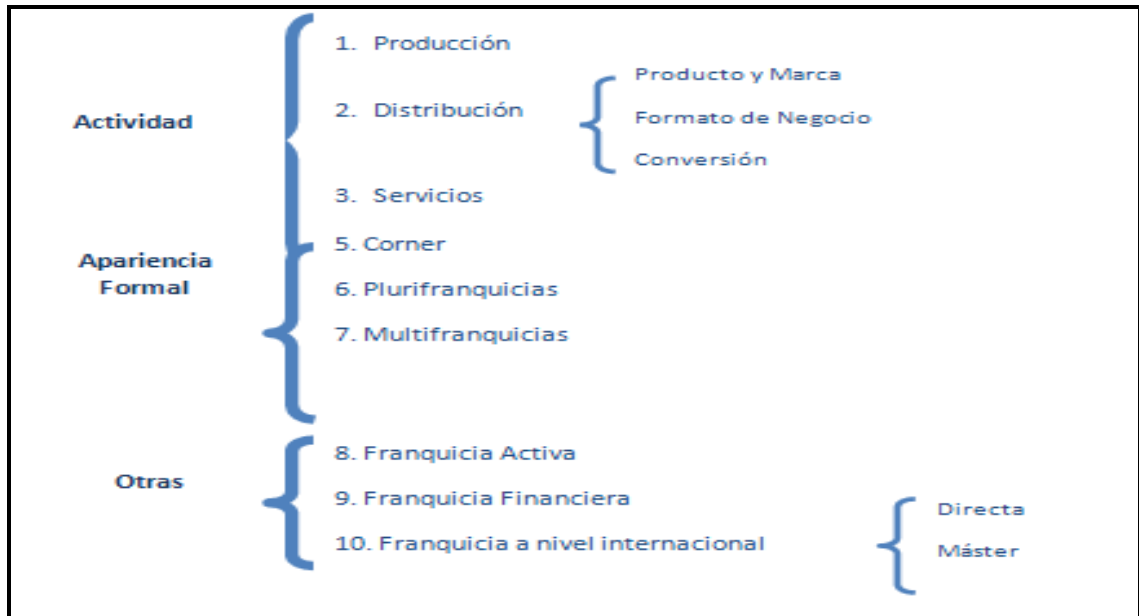 Actividad
1. Producción
2. Distribución
Producto y Marca
Formato de Negocio
Conversión
3. Servicios
Apariencia
Formal
5. Corner
6. Plurifranquicias
7. Multifranquicias
Otras
8. Franquicia Activa
9. Franquicia Financiera
10. Franquicia a nivel internacional
Directa
Máster